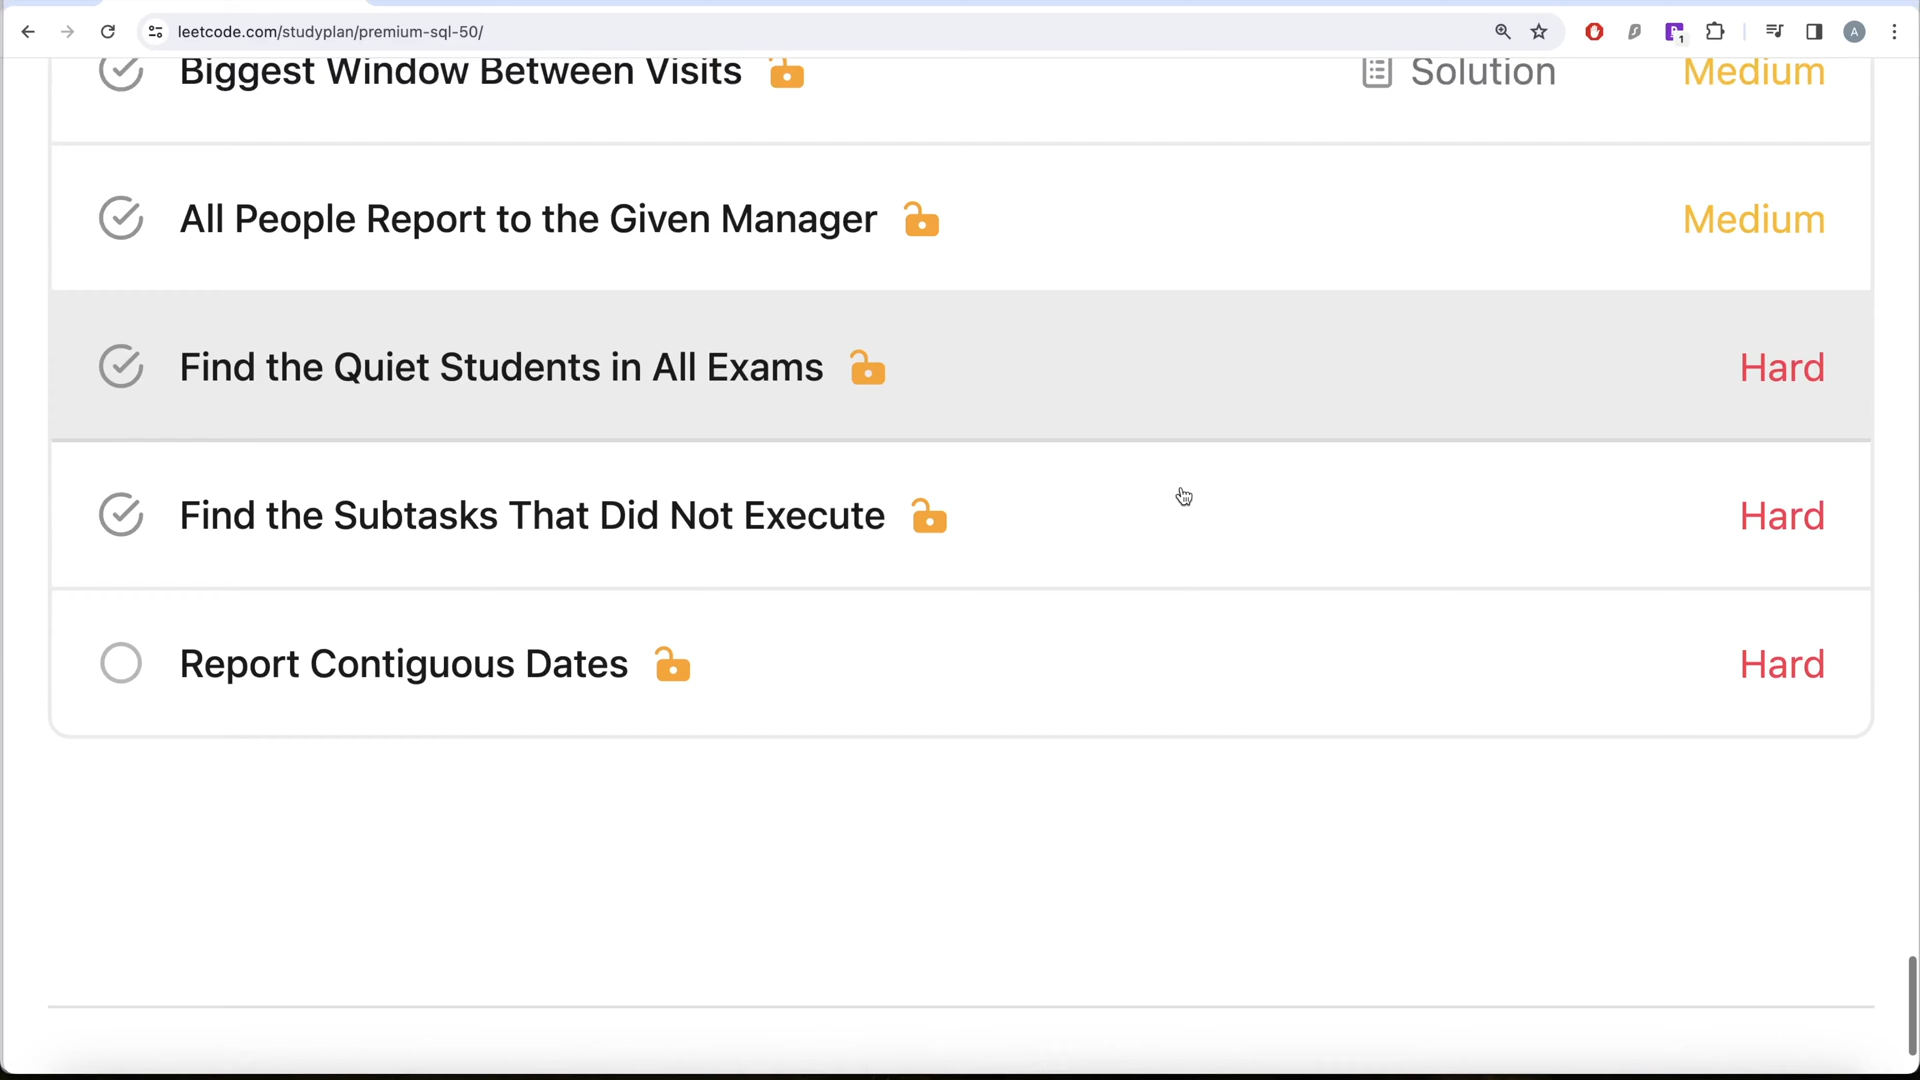 leetcode.com/studyplan/premium-sql-50/
1
A
Biggest Window Between Visits Solution Medium
All People Report to the Given Manager Medium
Find the Quiet Students in All Exams Hard
Find the Subtasks That Did Not Execute Hard
Report Contiguous Dates Hard